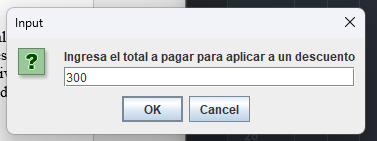 Input
Ingresa el total a pagar para aplicar a un descuento
300
OK
Cancel